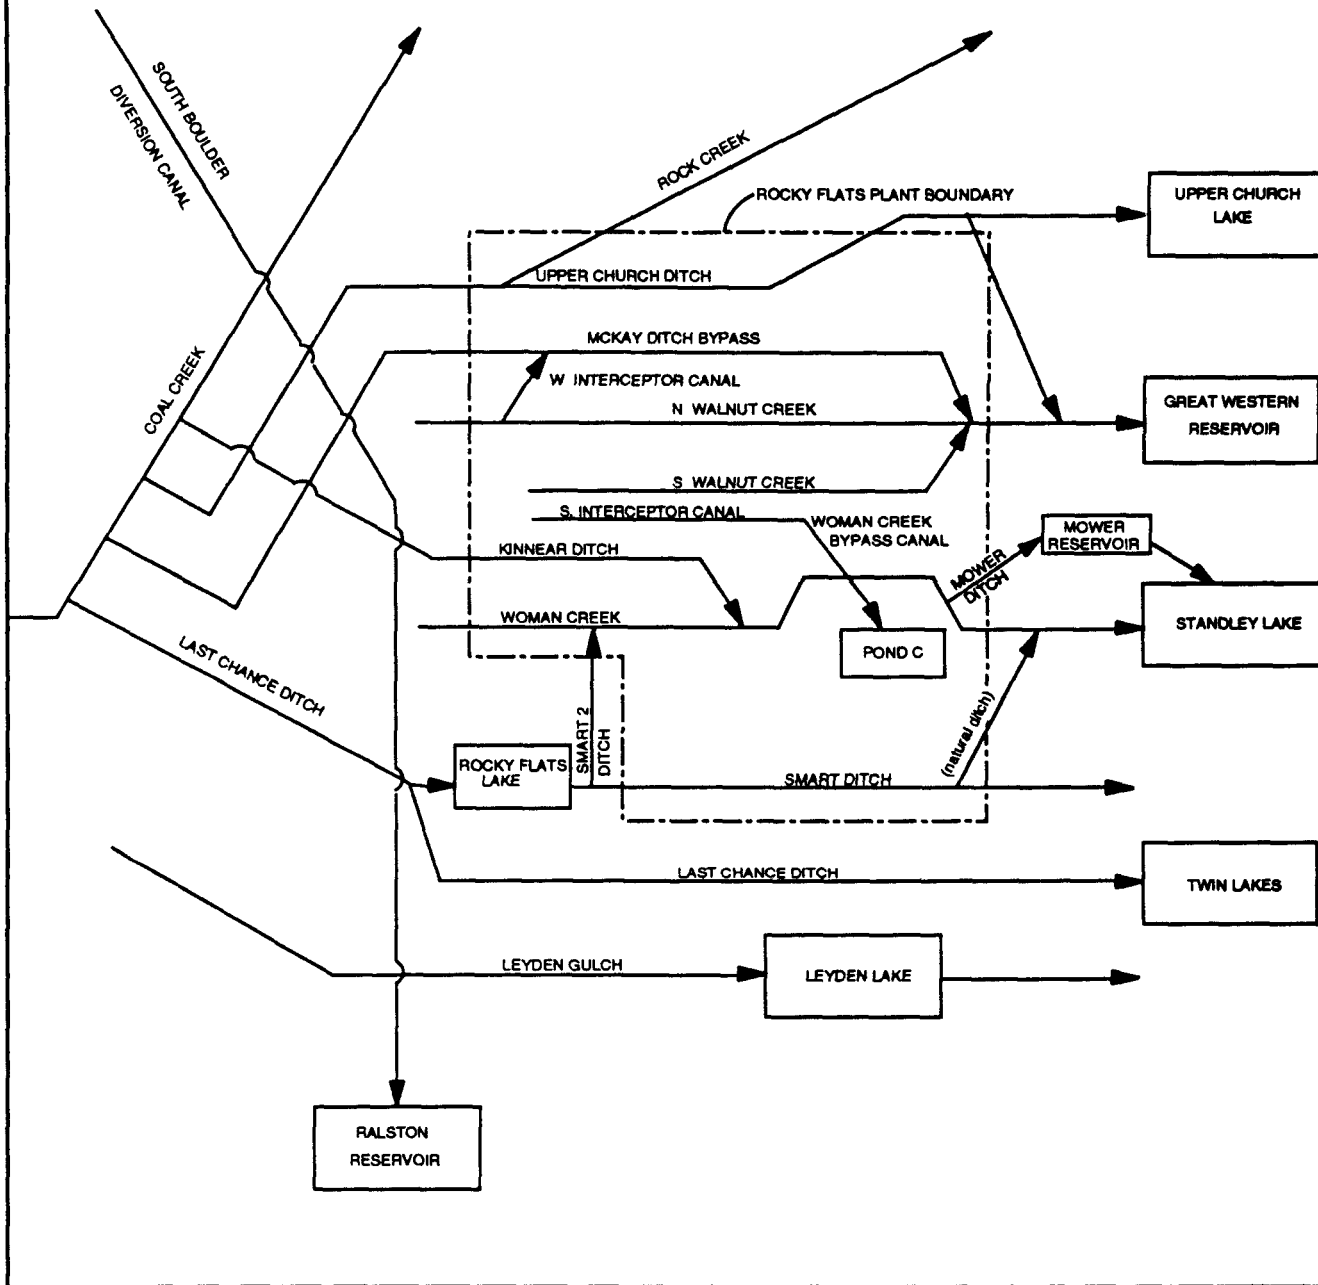 SOUTH BOULDER
DIVERSION CANAL
ROCK CREEK
ROCKY FLATS PLANT BOUNDARY
UPPER CHURCH
LAKE
UPPER CHURCH DITCH
COAL CREEK
MCKAY DITCH BYPASS
W INTERCEPTOR CANAL
N WALNUT CREEK
GREAT WESTERN
RESERVOIR
S WALNUT CREEK
S. INTERCEPTOR CANAL
WOMAN CREEK
BYPASS CANAL
MOWER
RESERVOIR
KINNEAR DITCH
MOWER
DITCH
WOMAN CREEK
STANDLEY LAKE
POND C
LAST CHANCE DITCH
SMART 2
DITCH
(natural ditch)
ROCKY FLATS
LAKE
SMART DITCH
LAST CHANCE DITCH
TWIN LAKES
LEYDEN GULCH
LEYDEN LAKE
RALSTON
RESERVOIR